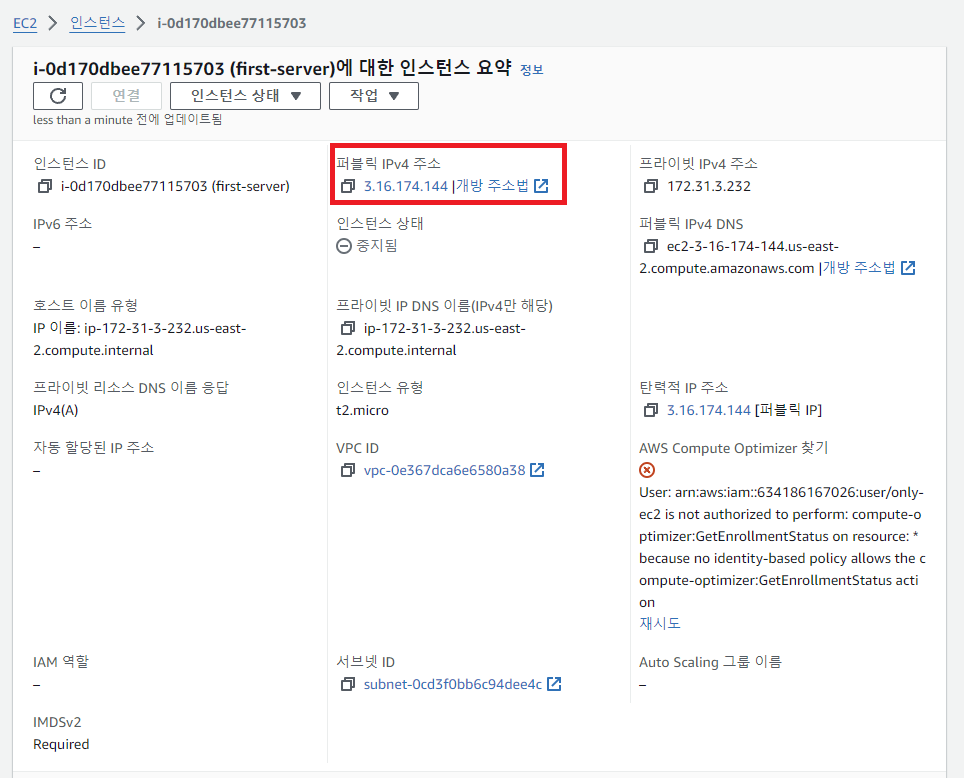 EC2 > 인스턴스 > i-0d170dbee77115703
i-0d170dbee77115703 (first-server)에 대한 인스턴스 요약 정보
연결 인스턴스 상태 ▼ 작업 ▼
less than a minute 전에 업데이트됨
인스턴스 ID
i-0d170dbee77115703 (first-server)
퍼블릭 IPv4 주소
3.16.174.144 |개방 주소법
프라이빗 IPv4 주소
172.31.3.232
IPv6 주소
–
인스턴스 상태
중지됨
퍼블릭 IPv4 DNS
ec2-3-16-174-144.us-east-
2.compute.amazonaws.com |개방 주소법
호스트 이름 유형
IP 이름: ip-172-31-3-232.us-east-
2.compute.internal
프라이빗 IP DNS 이름(IPv4만 해당)
ip-172-31-3-232.us-east-
2.compute.internal
프라이빗 리소스 DNS 이름 응답
IPv4(A)
인스턴스 유형
t2.micro
탄력적 IP 주소
3.16.174.144 [퍼블릭 IP]
자동 할당된 IP 주소
–
VPC ID
vpc-0e367dca6e6580a38
AWS Compute Optimizer 찾기
User: arn:aws:iam::634186167026:user/only-
ec2 is not authorized to perform: compute-o
ptimizer:GetEnrollmentStatus on resource: *
because no identity-based policy allows the c
ompute-optimizer:GetEnrollmentStatus acti
on
재시도
IAM 역할
–
서브넷 ID
subnet-0cd3f0bb6c94dee4c
Auto Scaling 그룹 이름
–
IMDSv2
Required